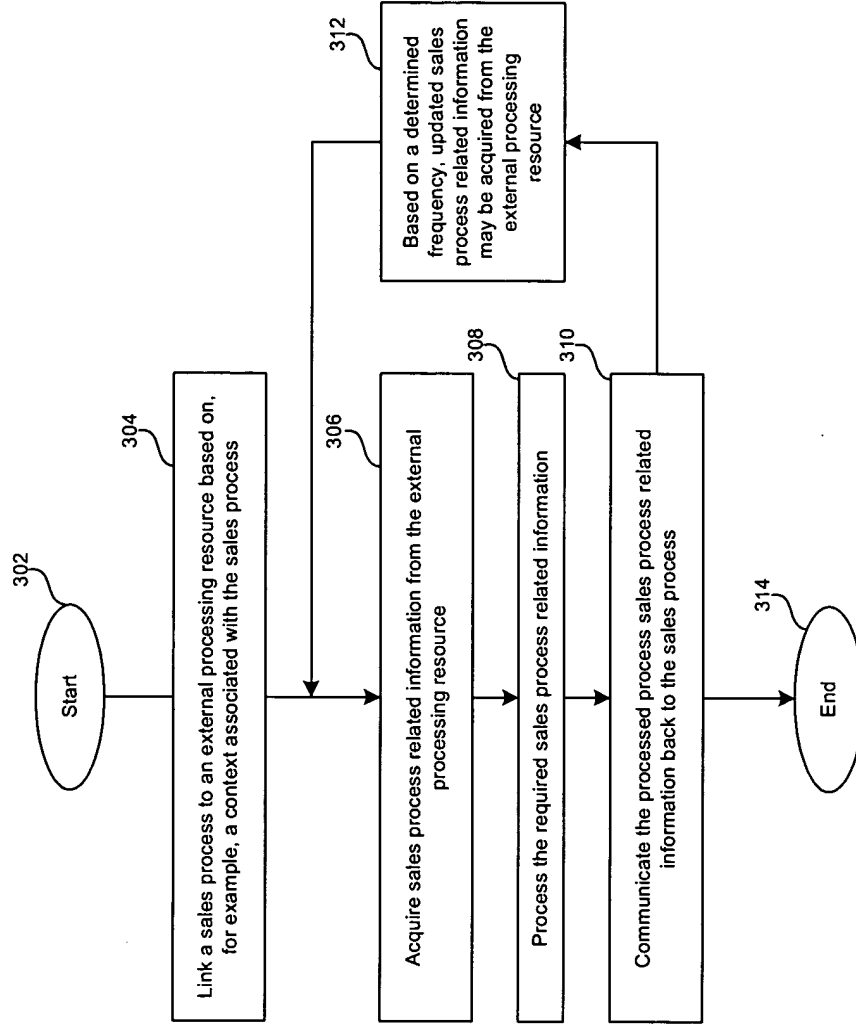 302
Start
304
Link a sales process to an external processing resource based on,
for example, a context associated with the sales process
306
Acquire sales process related information from the external
processing resource
308
Process the required sales process related information
310
Communicate the processed process sales process related
information back to the sales process
312
Based on a determined
frequency, updated sales
process related information
may be acquired from the
external processing
resource
314
End